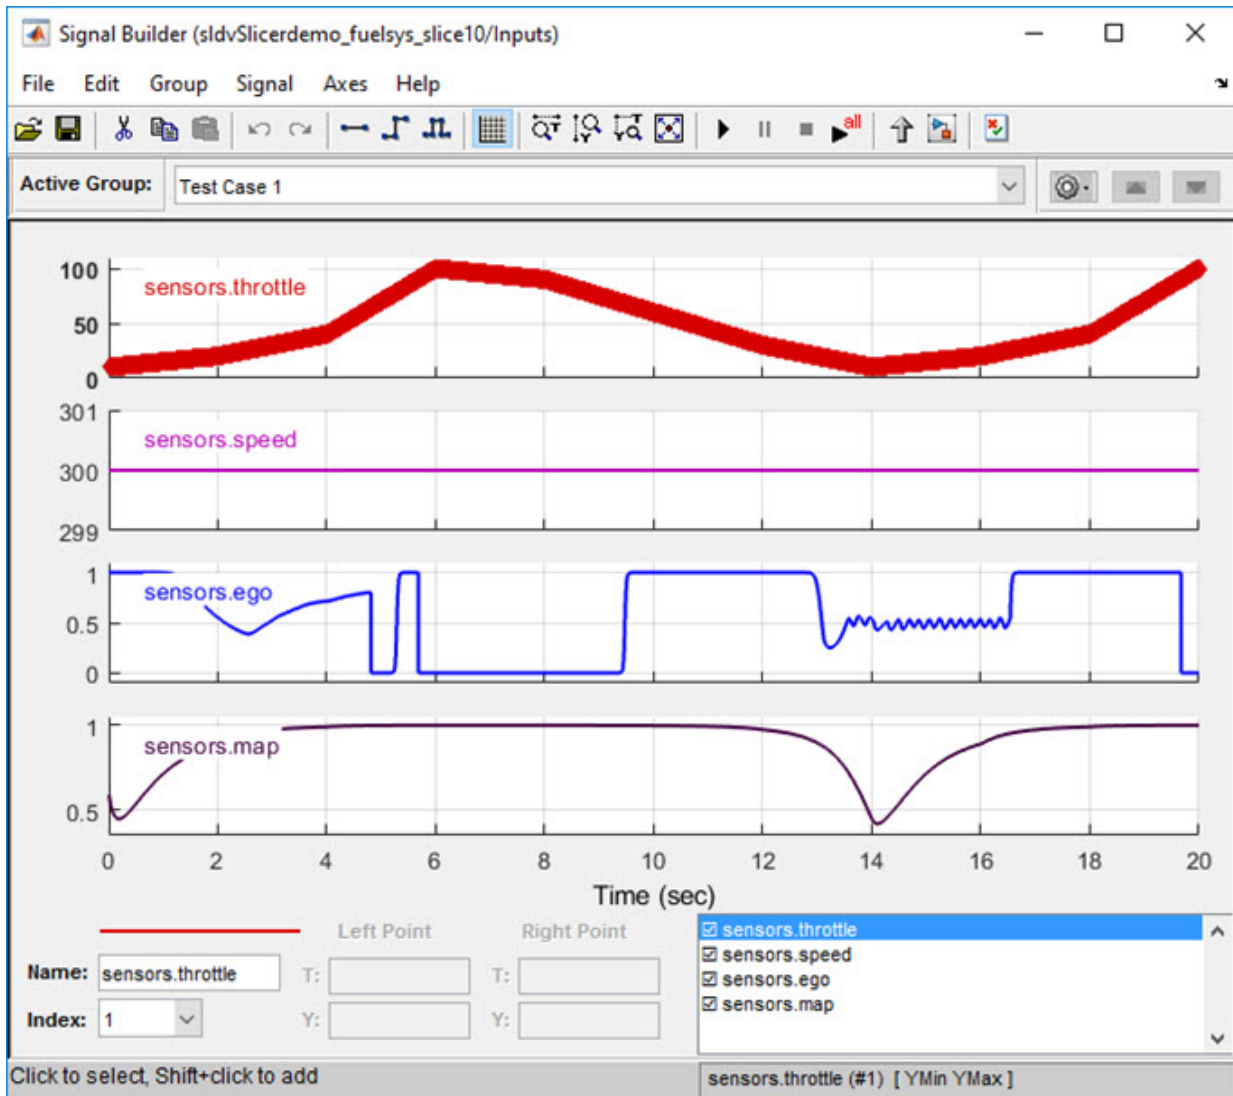 Signal Builder (sldvSlicerdemo_fuelsys_slice10/Inputs)
File Edit Group Signal Axes Help
all
Active Group: Test Case 1
100
50
0
sensors.throttle
301
300
299
sensors.speed
1
0.5
0
sensors.ego
1
0.5
sensors.map
0 2 4 6 8 10 12 14 16 18 20
Time (sec)
Left Point Right Point
Name: sensors.throttle T: T:
Index: 1 Y: Y:
sensors.throttle
sensors.speed
sensors.ego
sensors.map
Click to select, Shift+click to add
sensors.throttle (#1) [ YMin YMax ]